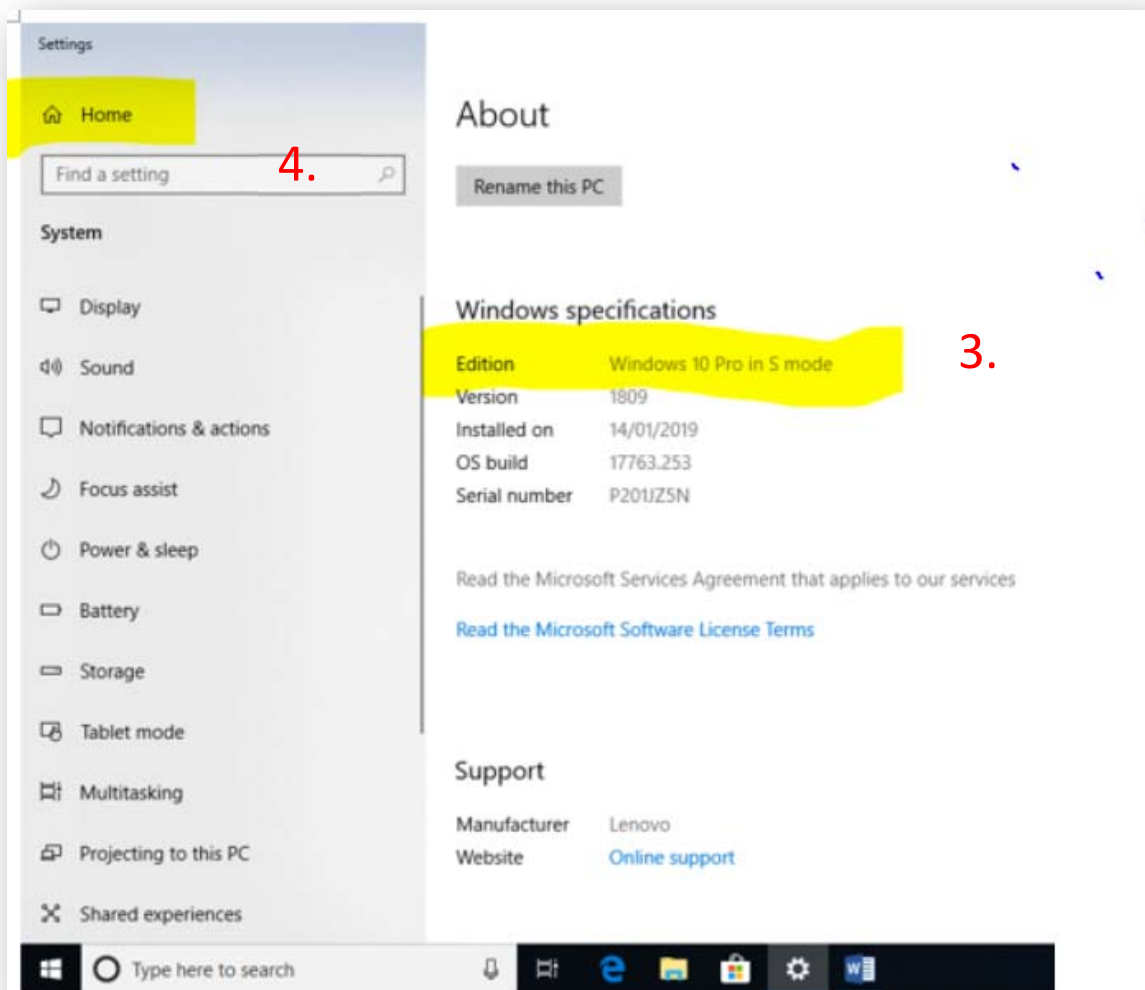 Settings
Home
4.
Find a setting
System
Display
Sound
Notifications & actions
Focus assist
Power & sleep
Battery
Storage
Tablet mode
Multitasking
Projecting to this PC
Shared experiences
About
Rename this PC
Windows specifications
Edition Windows 10 Pro in S mode
3.
Version 1809
Installed on 14/01/2019
OS build 17763.253
Serial number P201JZ5N
Read the Microsoft Services Agreement that applies to our services
Read the Microsoft Software License Terms
Support
Manufacturer Lenovo
Website Online support
Type here to search